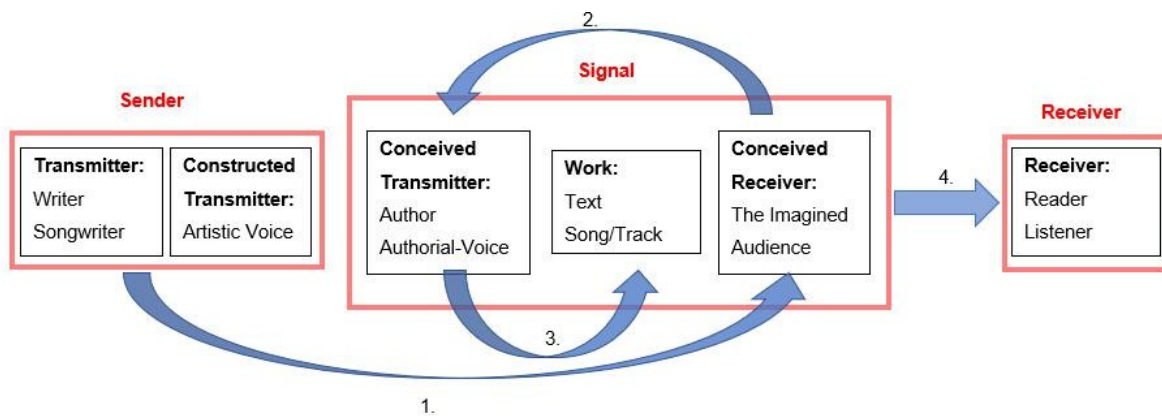 2.
Signal
Sender
Receiver
Transmitter:
Writer
Songwriter
Constructed
Transmitter:
Artistic Voice
Conceived
Transmitter:
Author
Authorial-Voice
Work:
Text
Song/Track
Conceived
Receiver:
The Imagined
Audience
4.
Receiver:
Reader
Listener
3.
1.